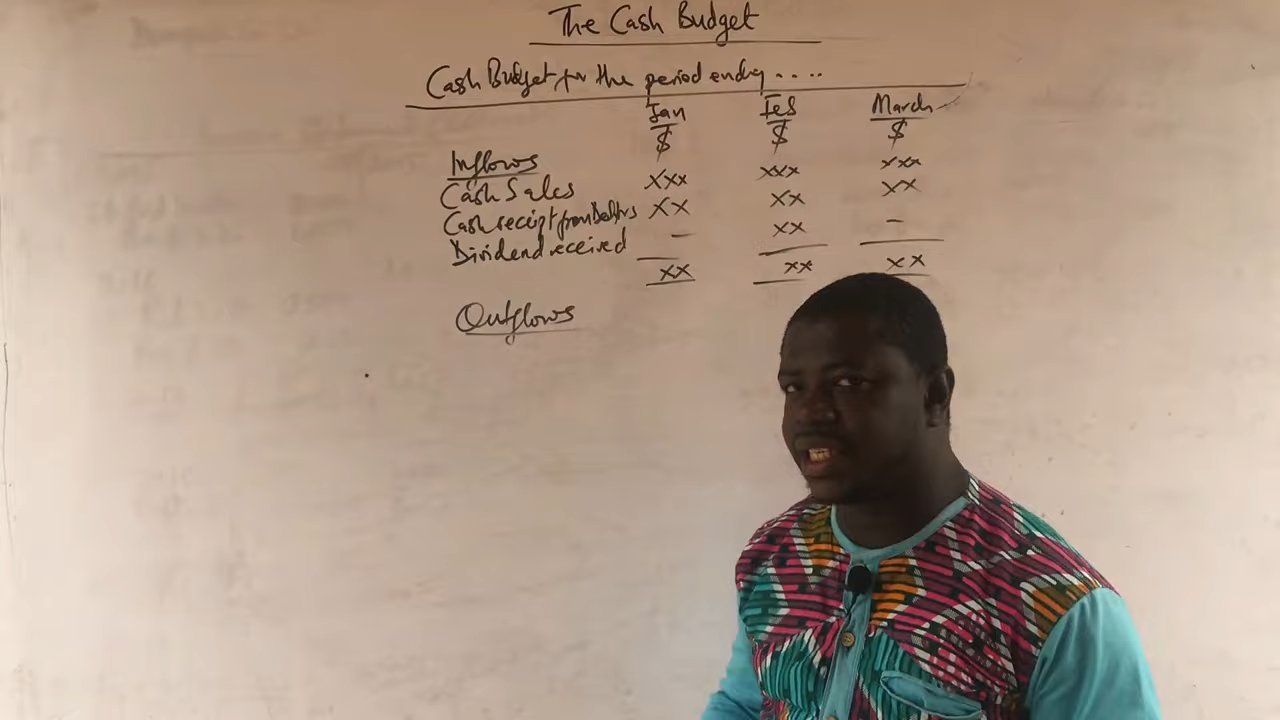 The Cash Budget
Cash Budget for the period ending ....
Jan Feb March
$ $ $
Inflows
Cash Sales xxx xxx xxx
Cash receipt from Debtors xx xx xx
Dividend received – xx –
xx xx xx
Outflows